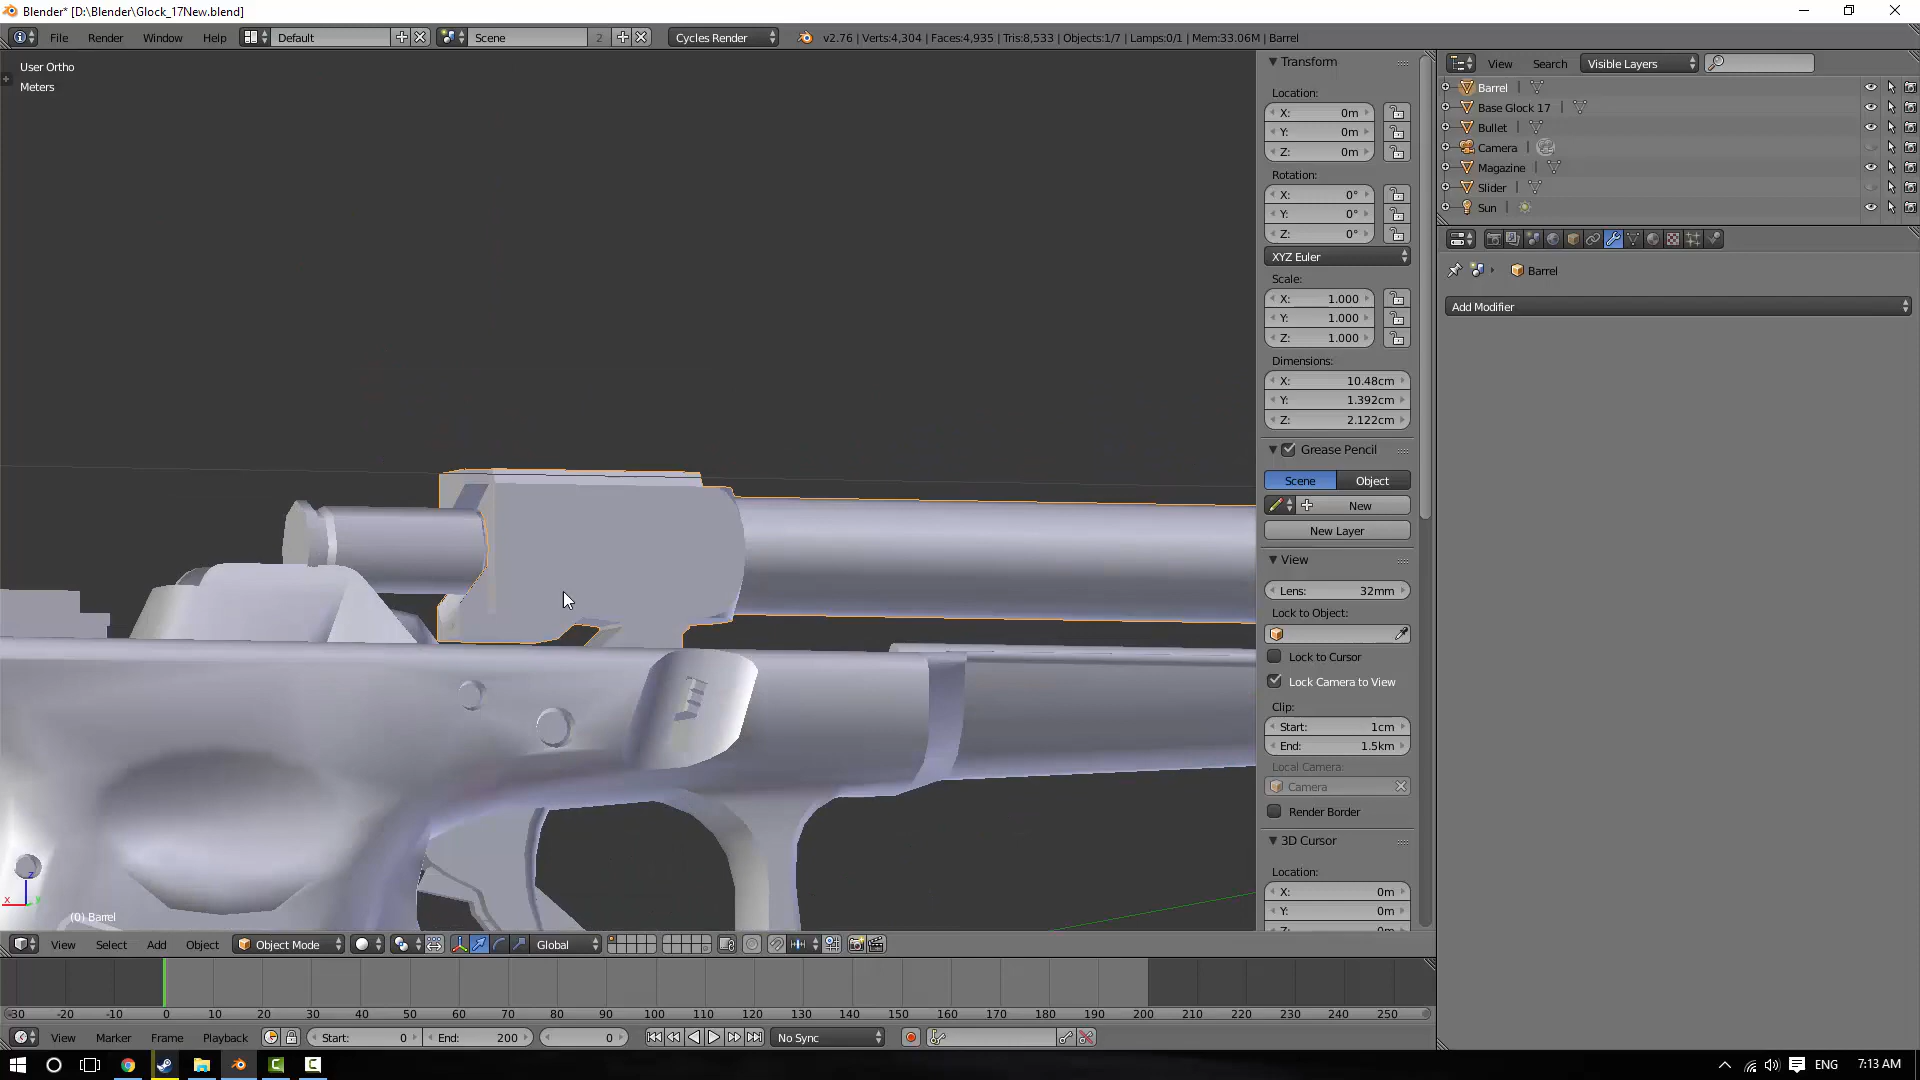 Blender* [D:\Blender\Glock_17New.blend]
File Render Window Help Default Scene 2 Cycles Render v2.76 | Verts:4,304 | Faces:4,935 | Tris:8,533 | Objects:1/7 | Lamps:0/1 | Mem:33.06M | Barrel
User Ortho
Meters
Transform
Location:
X: 0m
Y: 0m
Z: 0m
Rotation:
X: 0°
Y: 0°
Z: 0°
XYZ Euler
Scale:
X: 1.000
Y: 1.000
Z: 1.000
Dimensions:
X: 10.48cm
Y: 1.392cm
Z: 2.122cm
Grease Pencil
Scene Object
New
New Layer
View
Lens: 32mm
Lock to Object:
Lock to Cursor
Lock Camera to View
Clip:
Start: 1cm
End: 1.5km
Local Camera:
Camera
Render Border
3D Cursor
Location:
X: 0m
Y: 0m
Z: 0m
View Search Visible Layers
Barrel
Base Glock 17
Bullet
Camera
Magazine
Slider
Sun
Barrel
Add Modifier
z
x y
(0) Barrel
View Select Add Object Object Mode Global
-30 -20 -10 0 10 20 30 40 50 60 70 80 90 100 110 120 130 140 150 160 170 180 190 200 210 220 230 240 250
View Marker Frame Playback Start: 0 End: 200 0 No Sync
ENG 7:13 AM